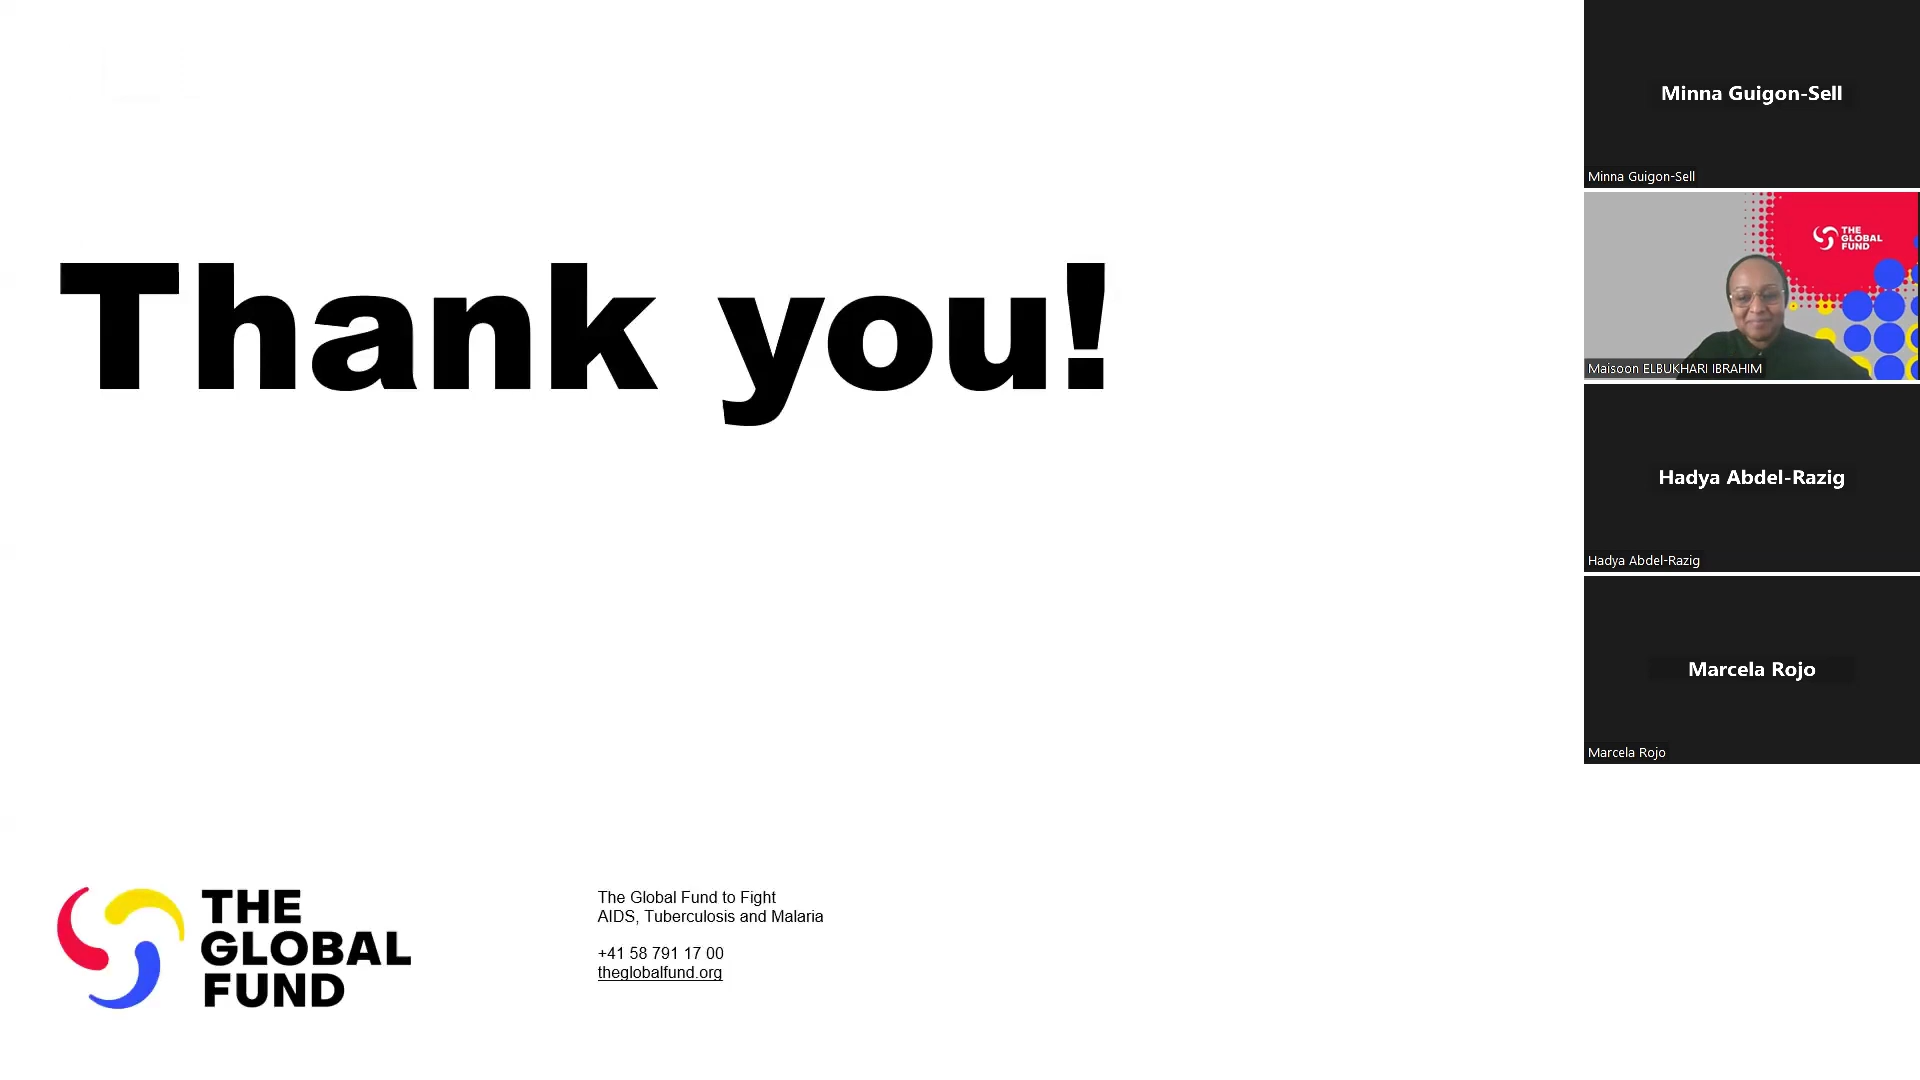 Thank you!
THE
GLOBAL
FUND
The Global Fund to Fight
AIDS, Tuberculosis and Malaria
+41 58 791 17 00
theglobalfund.org
Minna Guigon-Sell
Minna Guigon-Sell
THE
GLOBAL
FUND
Maisoon ELBUKHARI IBRAHIM
Hadya Abdel-Razig
Hadya Abdel-Razig
Marcela Rojo
Marcela Rojo